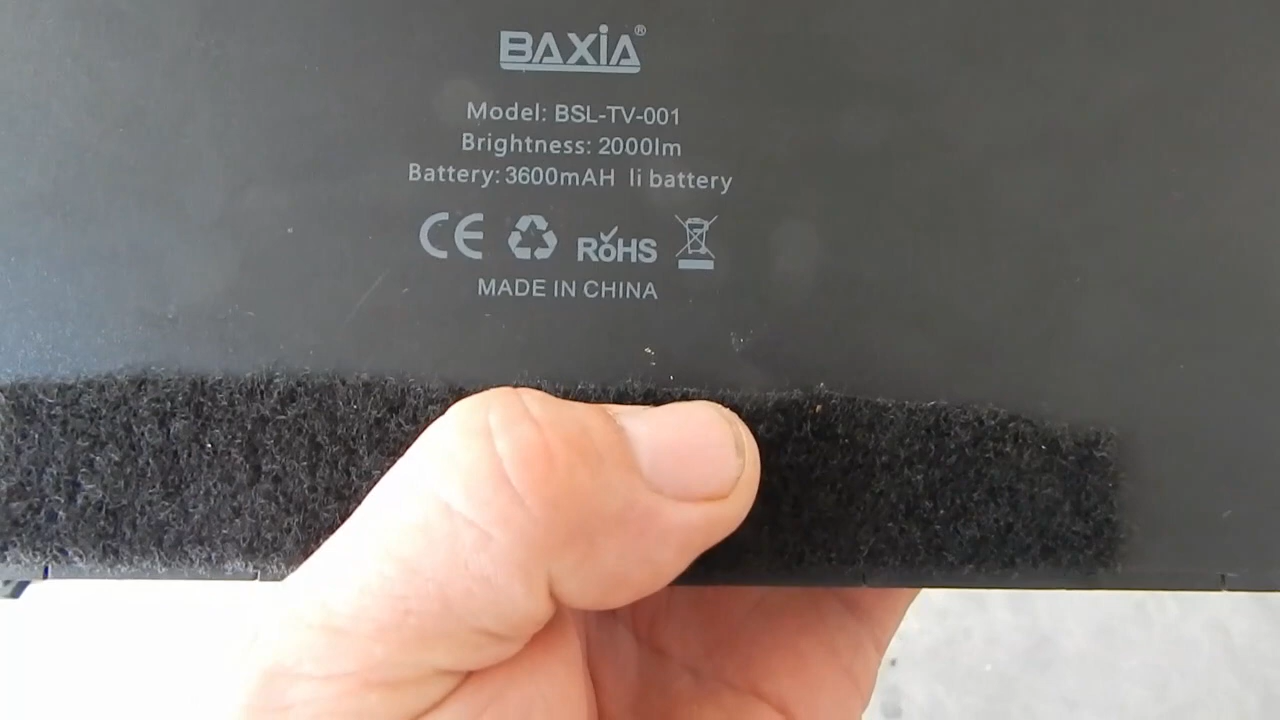 BAXiA®
Model: BSL-TV-001
Brightness: 2000lm
Battery: 3600mAH li battery
CE RoHS
MADE IN CHINA